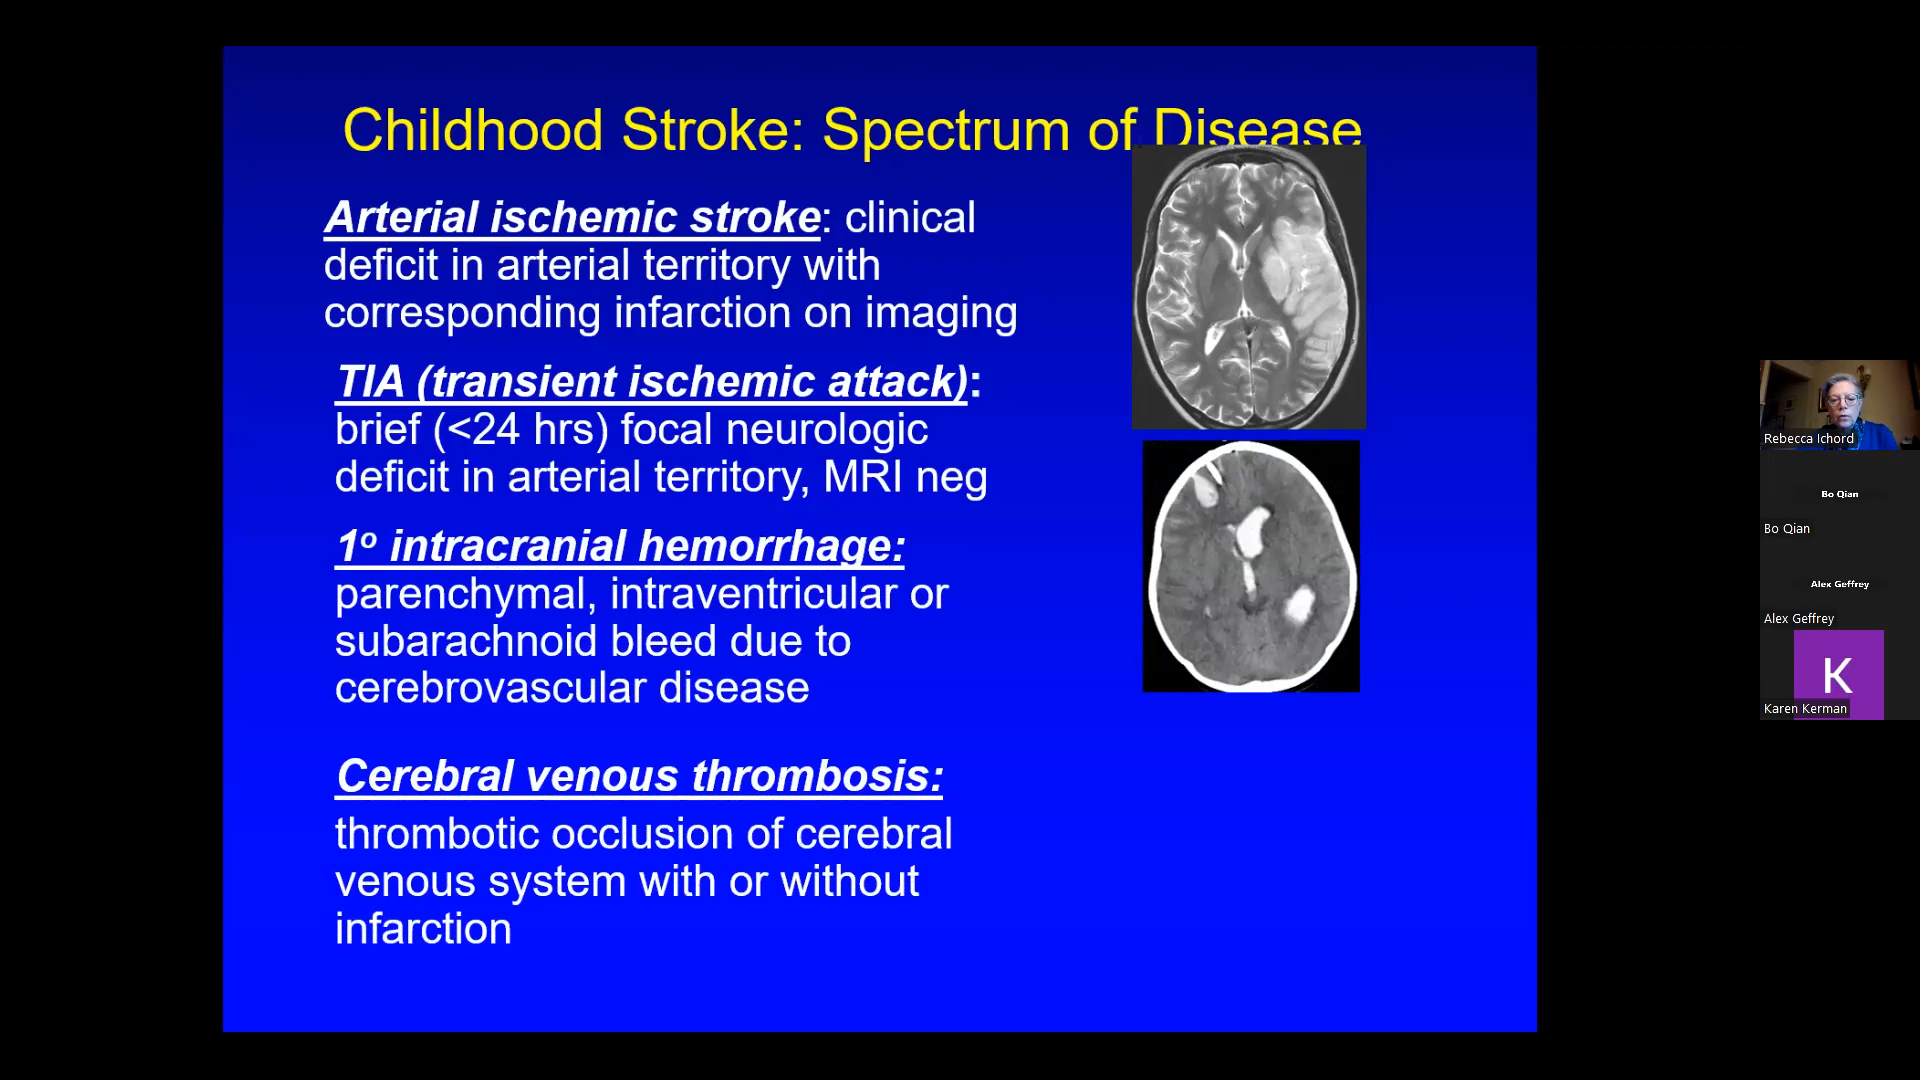 Childhood Stroke: Spectrum of Disease
Arterial ischemic stroke: clinical
deficit in arterial territory with
corresponding infarction on imaging
TIA (transient ischemic attack):
brief (<24 hrs) focal neurologic
deficit in arterial territory, MRI neg
1º intracranial hemorrhage:
parenchymal, intraventricular or
subarachnoid bleed due to
cerebrovascular disease
Cerebral venous thrombosis:
thrombotic occlusion of cerebral
venous system with or without
infarction
Rebecca Ichord
Bo Qian
Bo Qian
Alex Geffrey
Alex Geffrey
K
Karen Kerman